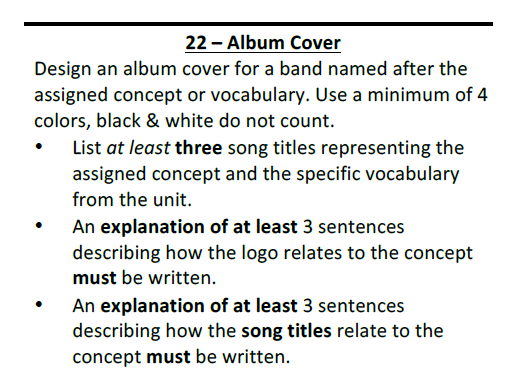 22 – Album Cover
Design an album cover for a band named after the
assigned concept or vocabulary. Use a minimum of 4
colors, black & white do not count.
• List at least three song titles representing the
assigned concept and the specific vocabulary
from the unit.
• An explanation of at least 3 sentences
describing how the logo relates to the concept
must be written.
• An explanation of at least 3 sentences
describing how the song titles relate to the
concept must be written.